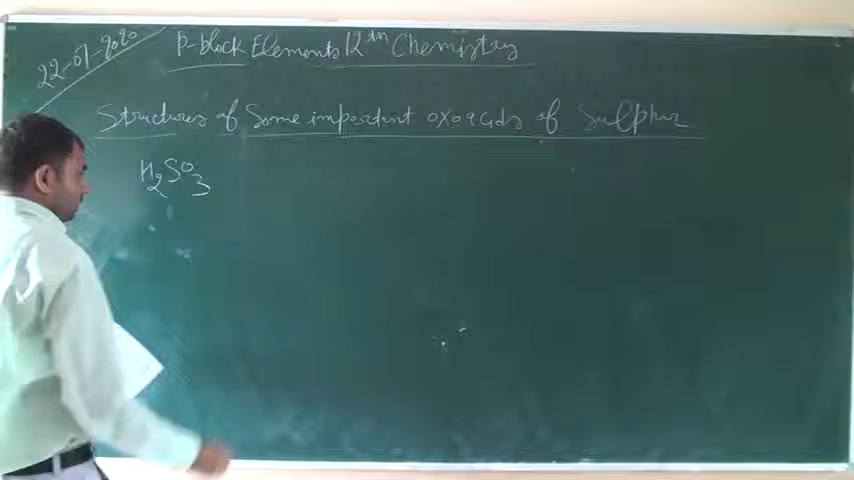 22-07-2020
P-block Elements 12th Chemistry
Structures of Some important oxoacids of Sulphur
H2SO3